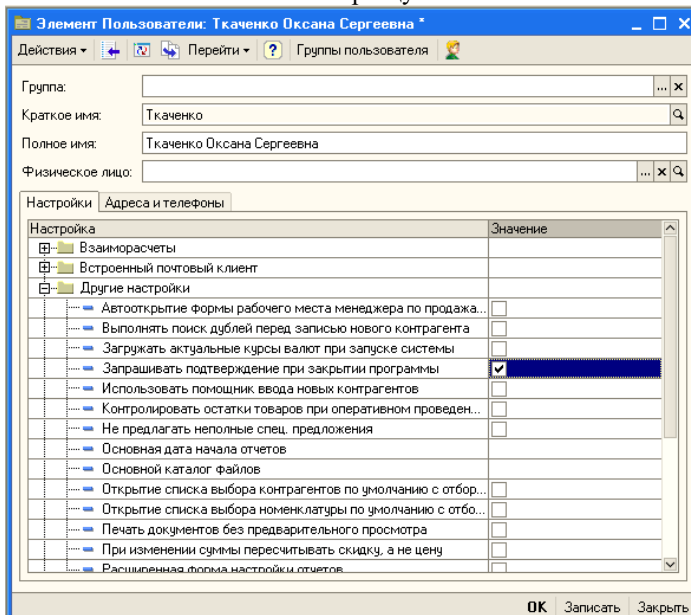 Элемент Пользователи: Ткаченко Оксана Сергеевна *
Действия Перейти ? Группы пользователя
Группа: ... x
Краткое имя: Ткаченко
Полное имя: Ткаченко Оксана Сергеевна
Физическое лицо: ... x
Настройки Адреса и телефоны
Настройка Значение
Взаиморасчеты
Встроенный почтовый клиент
Другие настройки
Автооткрытие формы рабочего места менеджера по продажа...
Выполнять поиск дублей перед записью нового контрагента
Загружать актуальные курсы валют при запуске системы
Запрашивать подтверждение при закрытии программы
Использовать помощник ввода новых контрагентов
Контролировать остатки товаров при оперативном проведен...
Не предлагать неполные спец. предложения
Основная дата начала отчетов
Основной каталог файлов
Открытие списка выбора контрагентов по умолчанию с отбор...
Открытие списка выбора номенклатуры по умолчанию с отбо...
Печать документов без предварительного просмотра
При изменении суммы пересчитывать скидку, а не цену
Расширенная форма настройки отчетов
OK Записать Закрыть